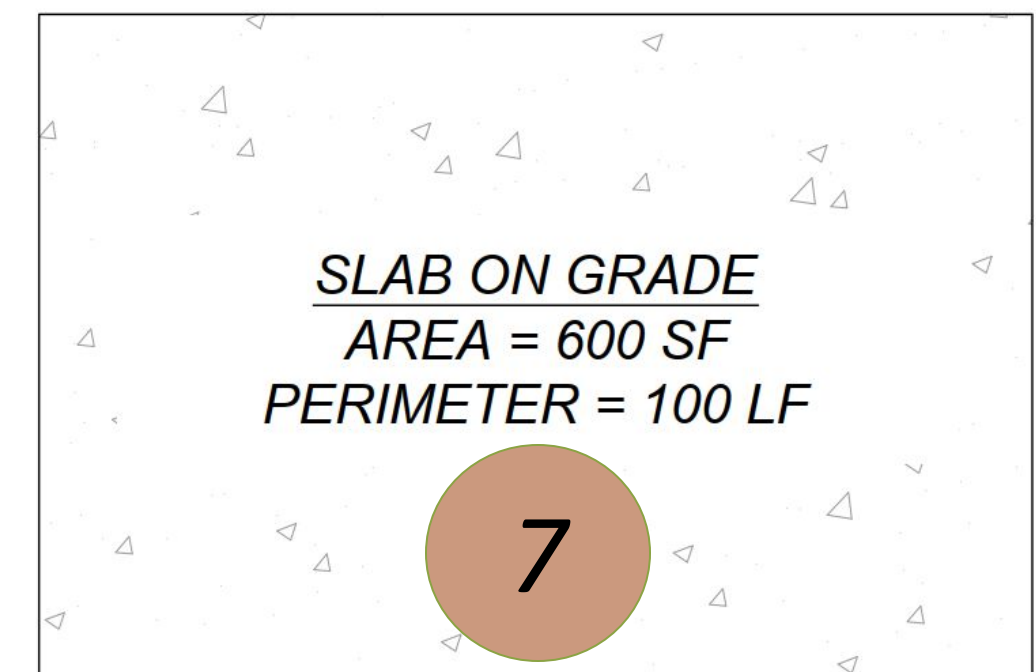 SLAB ON GRADE
AREA = 600 SF
PERIMETER = 100 LF
7